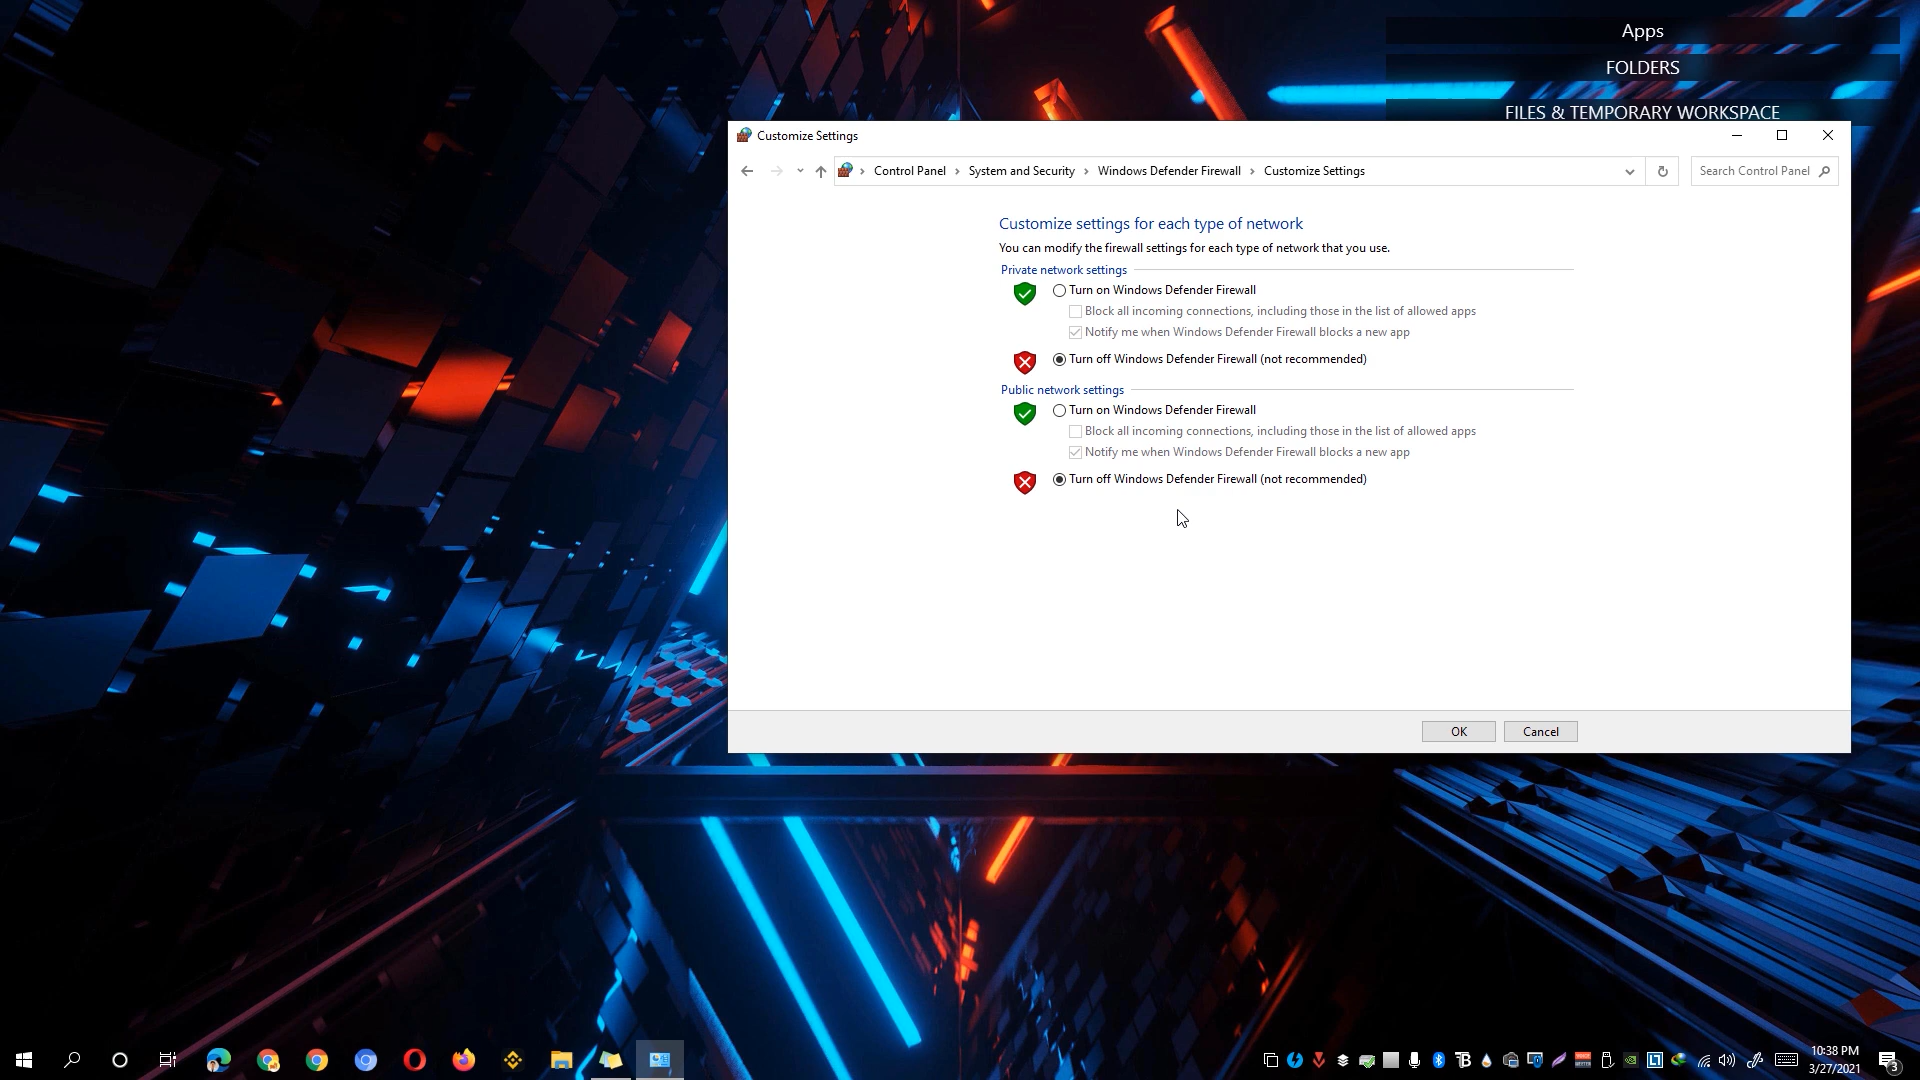 Apps
FOLDERS
FILES & TEMPORARY WORKSPACE
Customize Settings
Control Panel › System and Security › Windows Defender Firewall › Customize Settings
Search Control Panel
Customize settings for each type of network
You can modify the firewall settings for each type of network that you use.
Private network settings
Turn on Windows Defender Firewall
Block all incoming connections, including those in the list of allowed apps
Notify me when Windows Defender Firewall blocks a new app
Turn off Windows Defender Firewall (not recommended)
Public network settings
Turn on Windows Defender Firewall
Block all incoming connections, including those in the list of allowed apps
Notify me when Windows Defender Firewall blocks a new app
Turn off Windows Defender Firewall (not recommended)
OK
Cancel
10:38 PM
3/27/2021
3